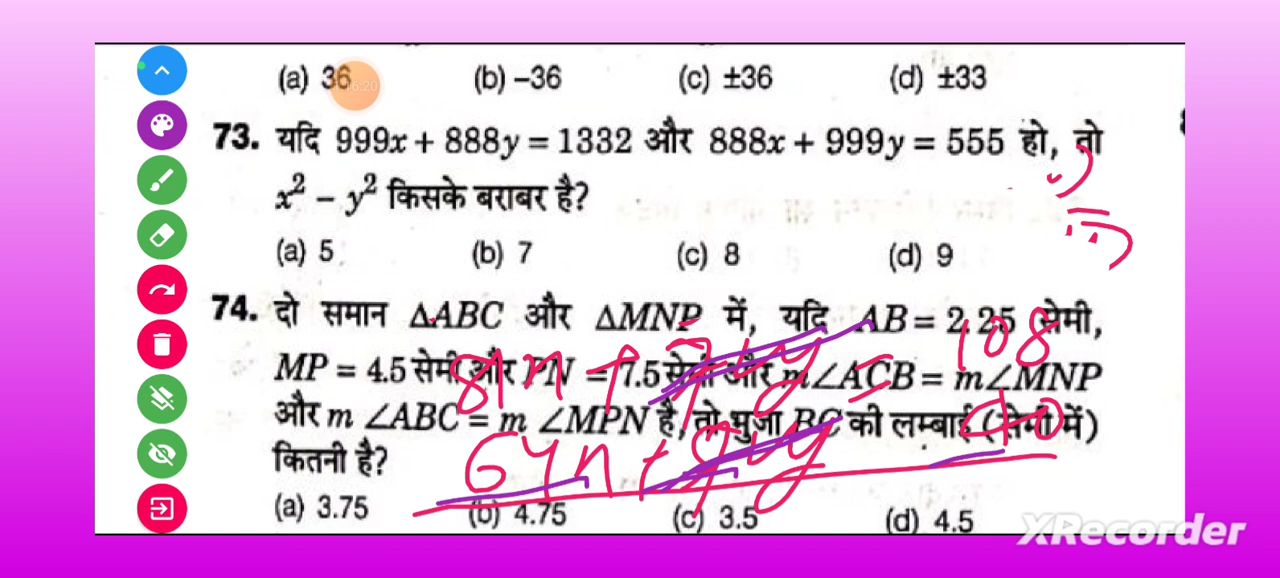 (a) 36 (b) –36 (c) ±36 (d) ±33
16:20
73. यदि 999x + 888y = 1332 और 888x + 999y = 555 हो, तो
x² – y² किसके बराबर है?
(a) 5 (b) 7 (c) 8 (d) 9
74. दो समान ΔABC और ΔMNP में, यदि AB = 2.25 सेमी,
MP = 4.5 सेमी और PN = 7.5 सेमी और m∠ACB = m∠MNP
और m ∠ABC = m ∠MPN है, तो भुजा BC की लम्बाई (सेमी में)
कितनी है?
(a) 3.75 (b) 4.75 (c) 3.5 (d) 4.5
XRecorder